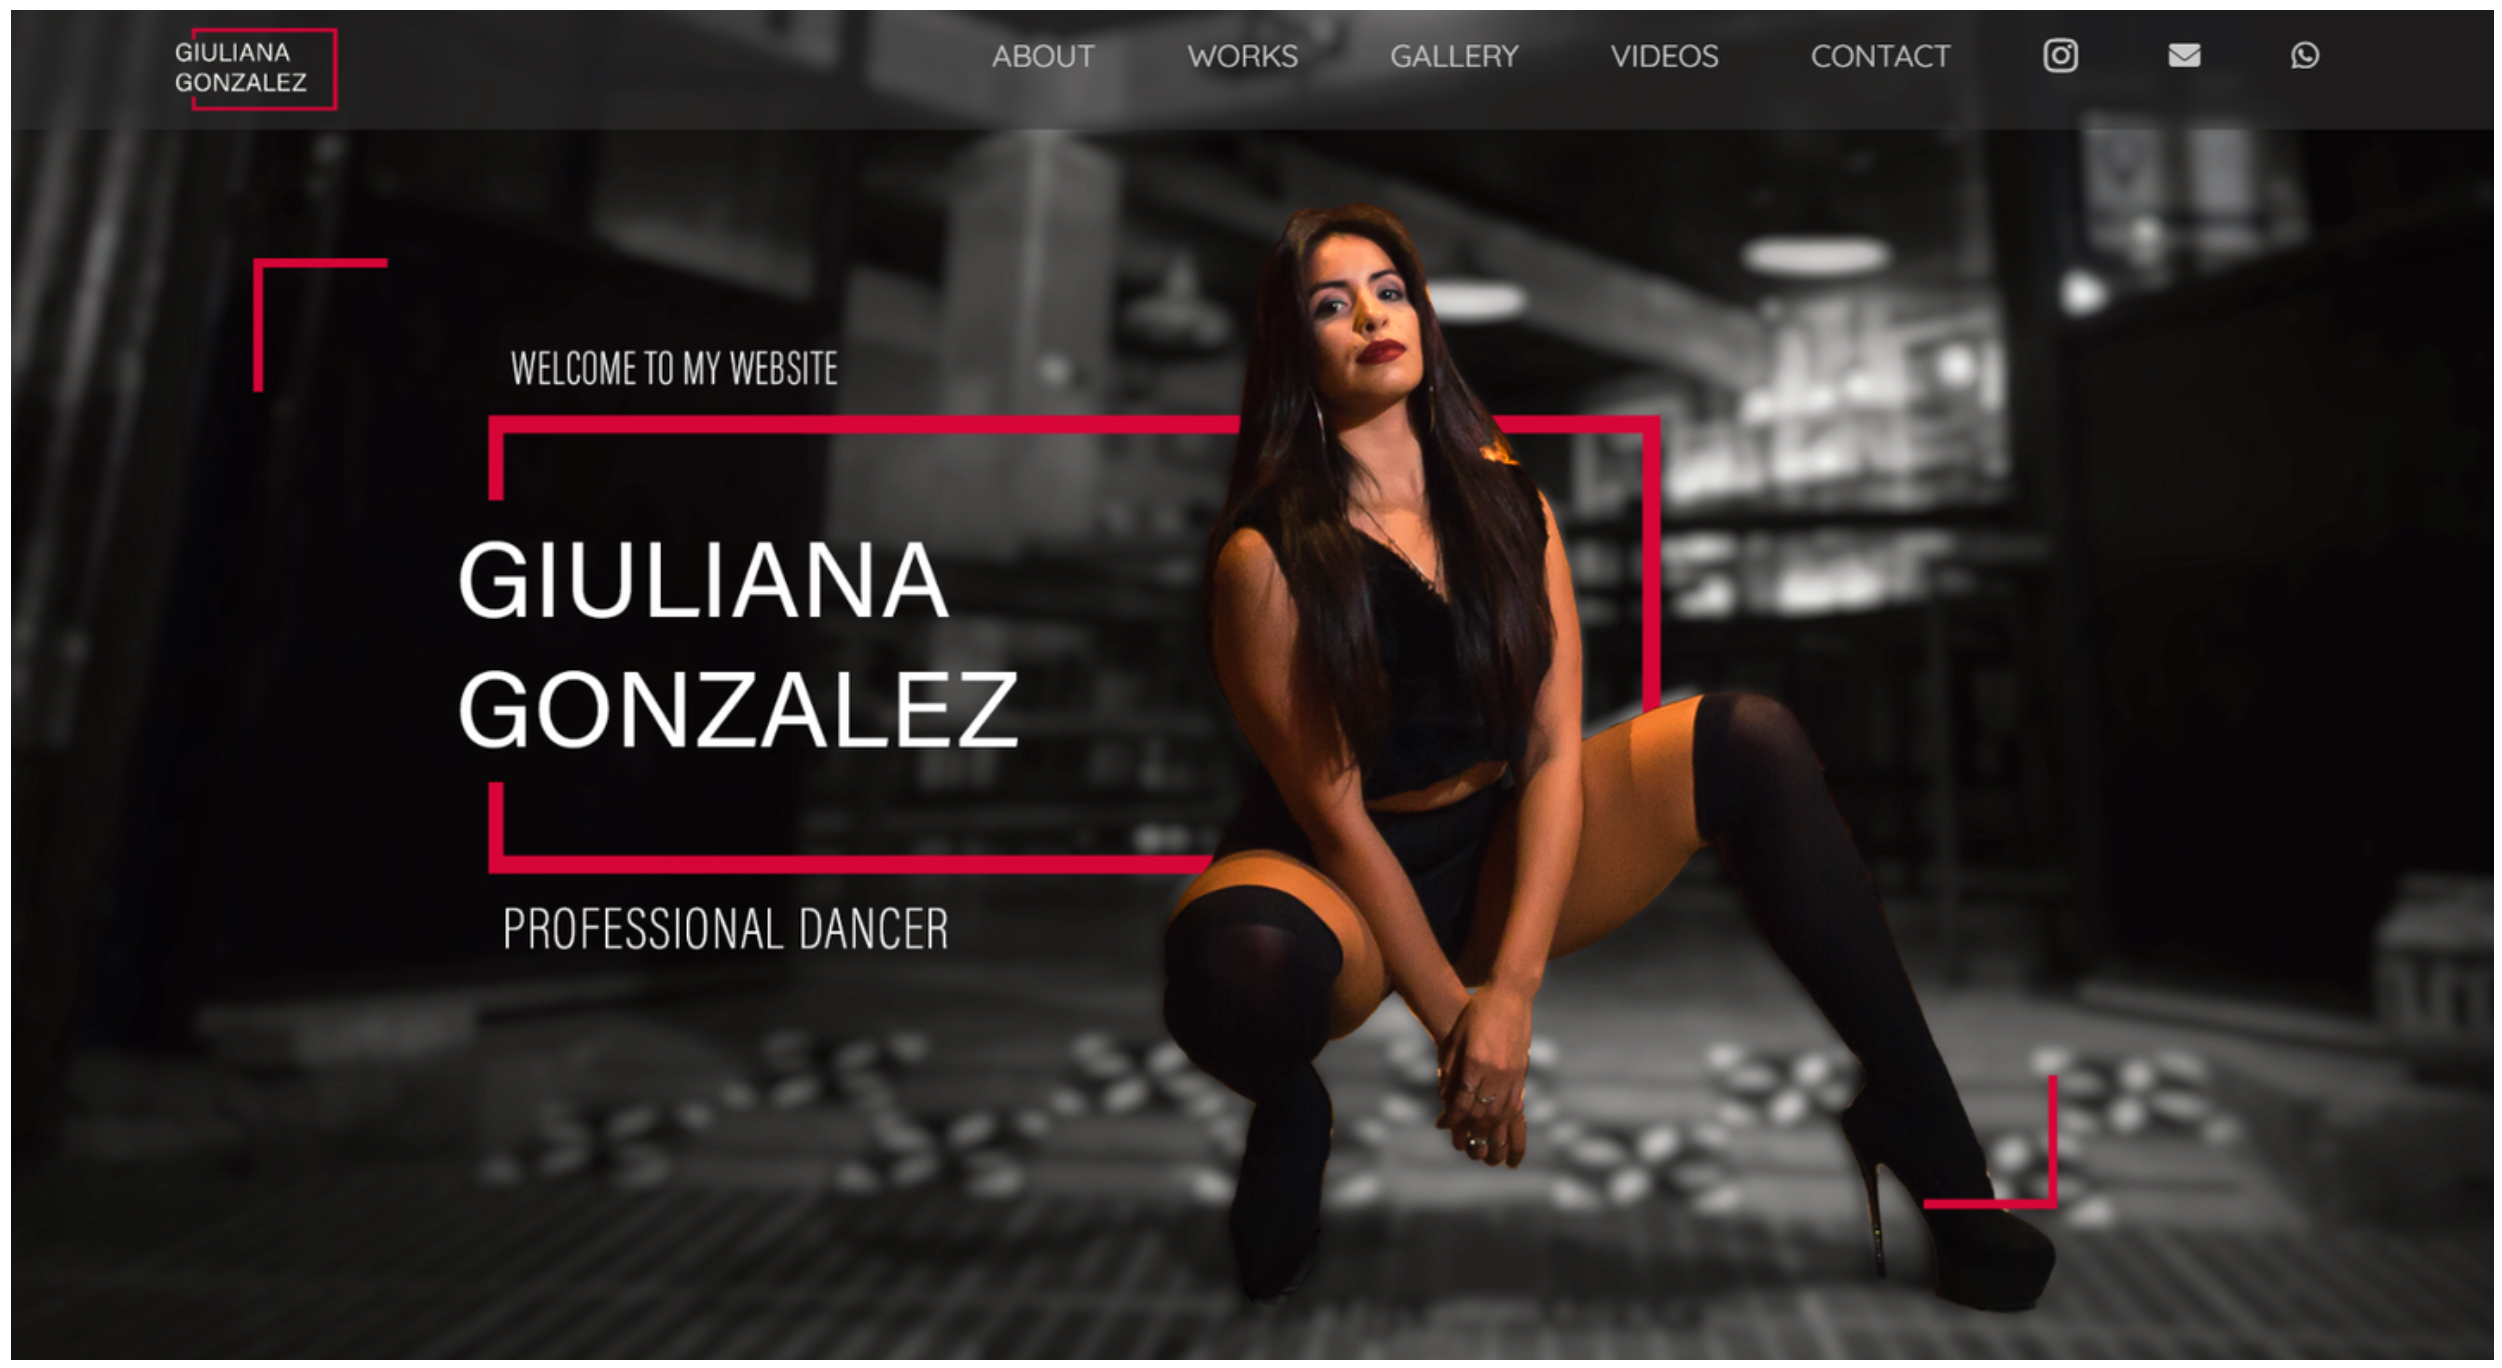 GIULIANA
GONZALEZ
ABOUT WORKS GALLERY VIDEOS CONTACT
WELCOME TO MY WEBSITE
GIULIANA
GONZALEZ
PROFESSIONAL DANCER